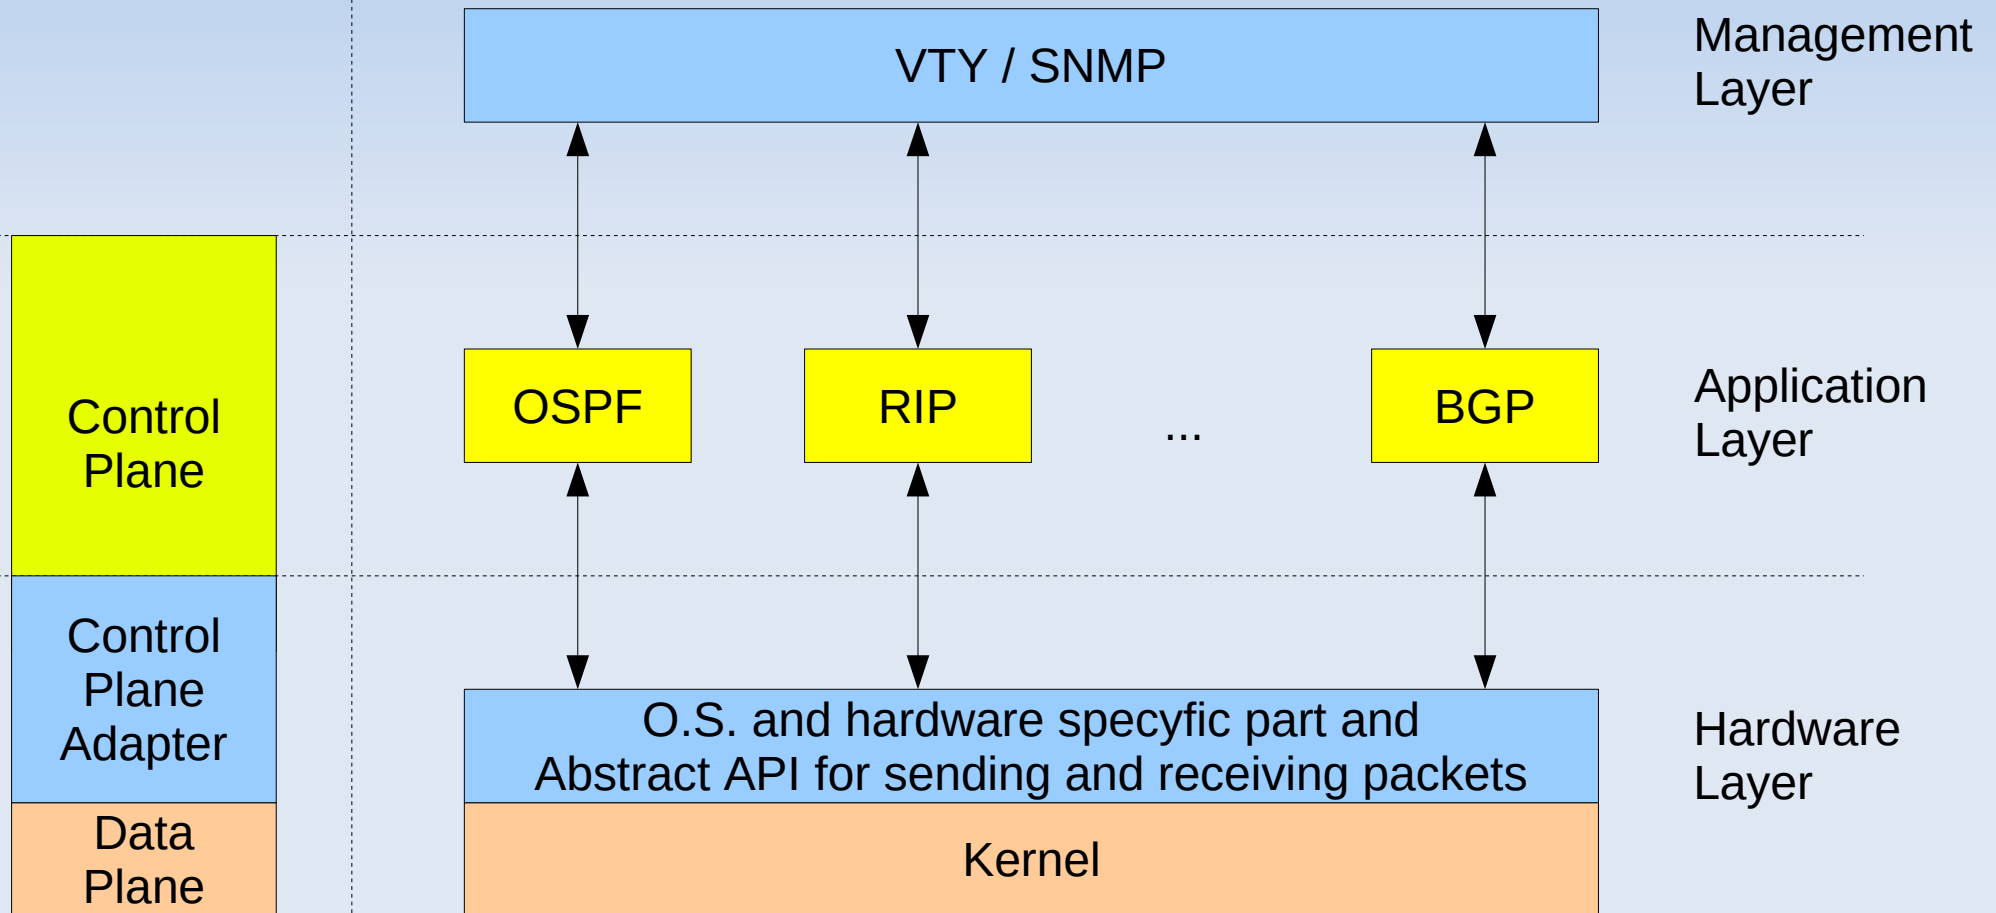 VTY / SNMP
Management
Layer
Control
Plane
OSPF
RIP
...
BGP
Application
Layer
Control
Plane
Adapter
O.S. and hardware specyfic part and
Abstract API for sending and receiving packets
Hardware
Layer
Data
Plane
Kernel